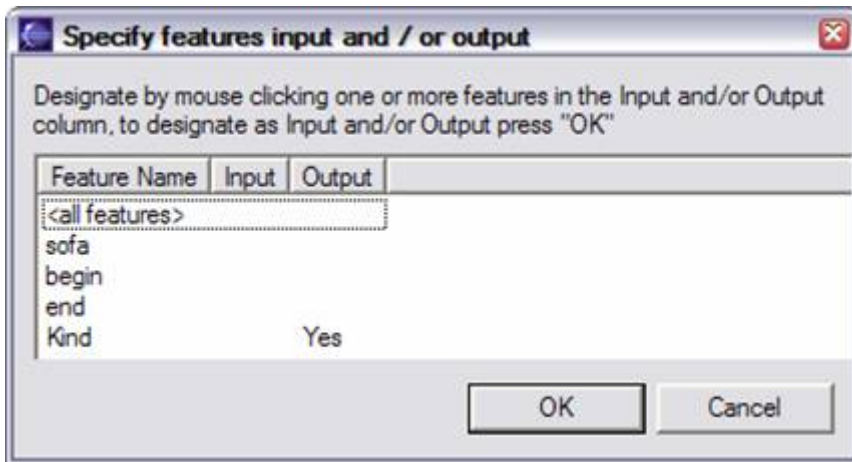 Specify features input and / or output
Designate by mouse clicking one or more features in the Input and/or Output
column, to designate as Input and/or Output press "OK"
Feature Name Input Output
<all features>
sofa
begin
end
Kind Yes
OK Cancel